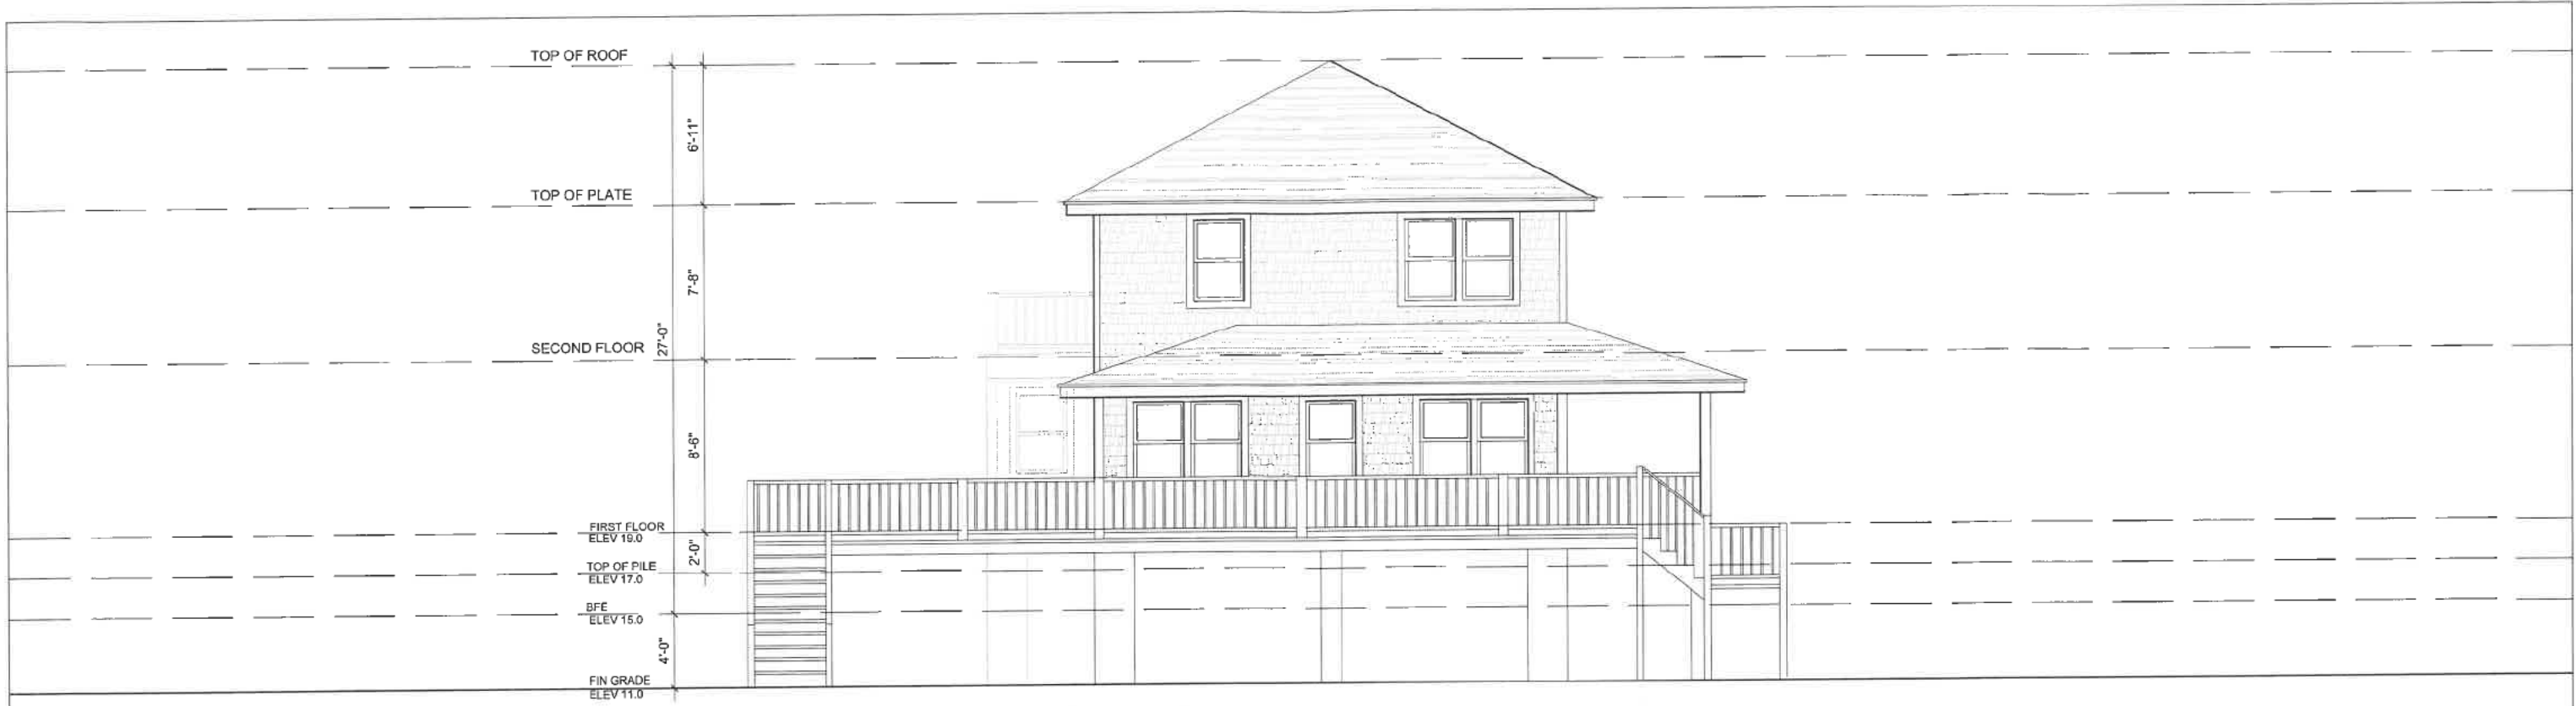 TOP OF ROOF
6'-11"
TOP OF PLATE
7'-8"
27'-0"
SECOND FLOOR
8'-6"
FIRST FLOOR
ELEV 19.0
2'-0"
TOP OF PILE
ELEV 17.0
BFE
ELEV 15.0
4'-0"
FIN GRADE
ELEV 11.0